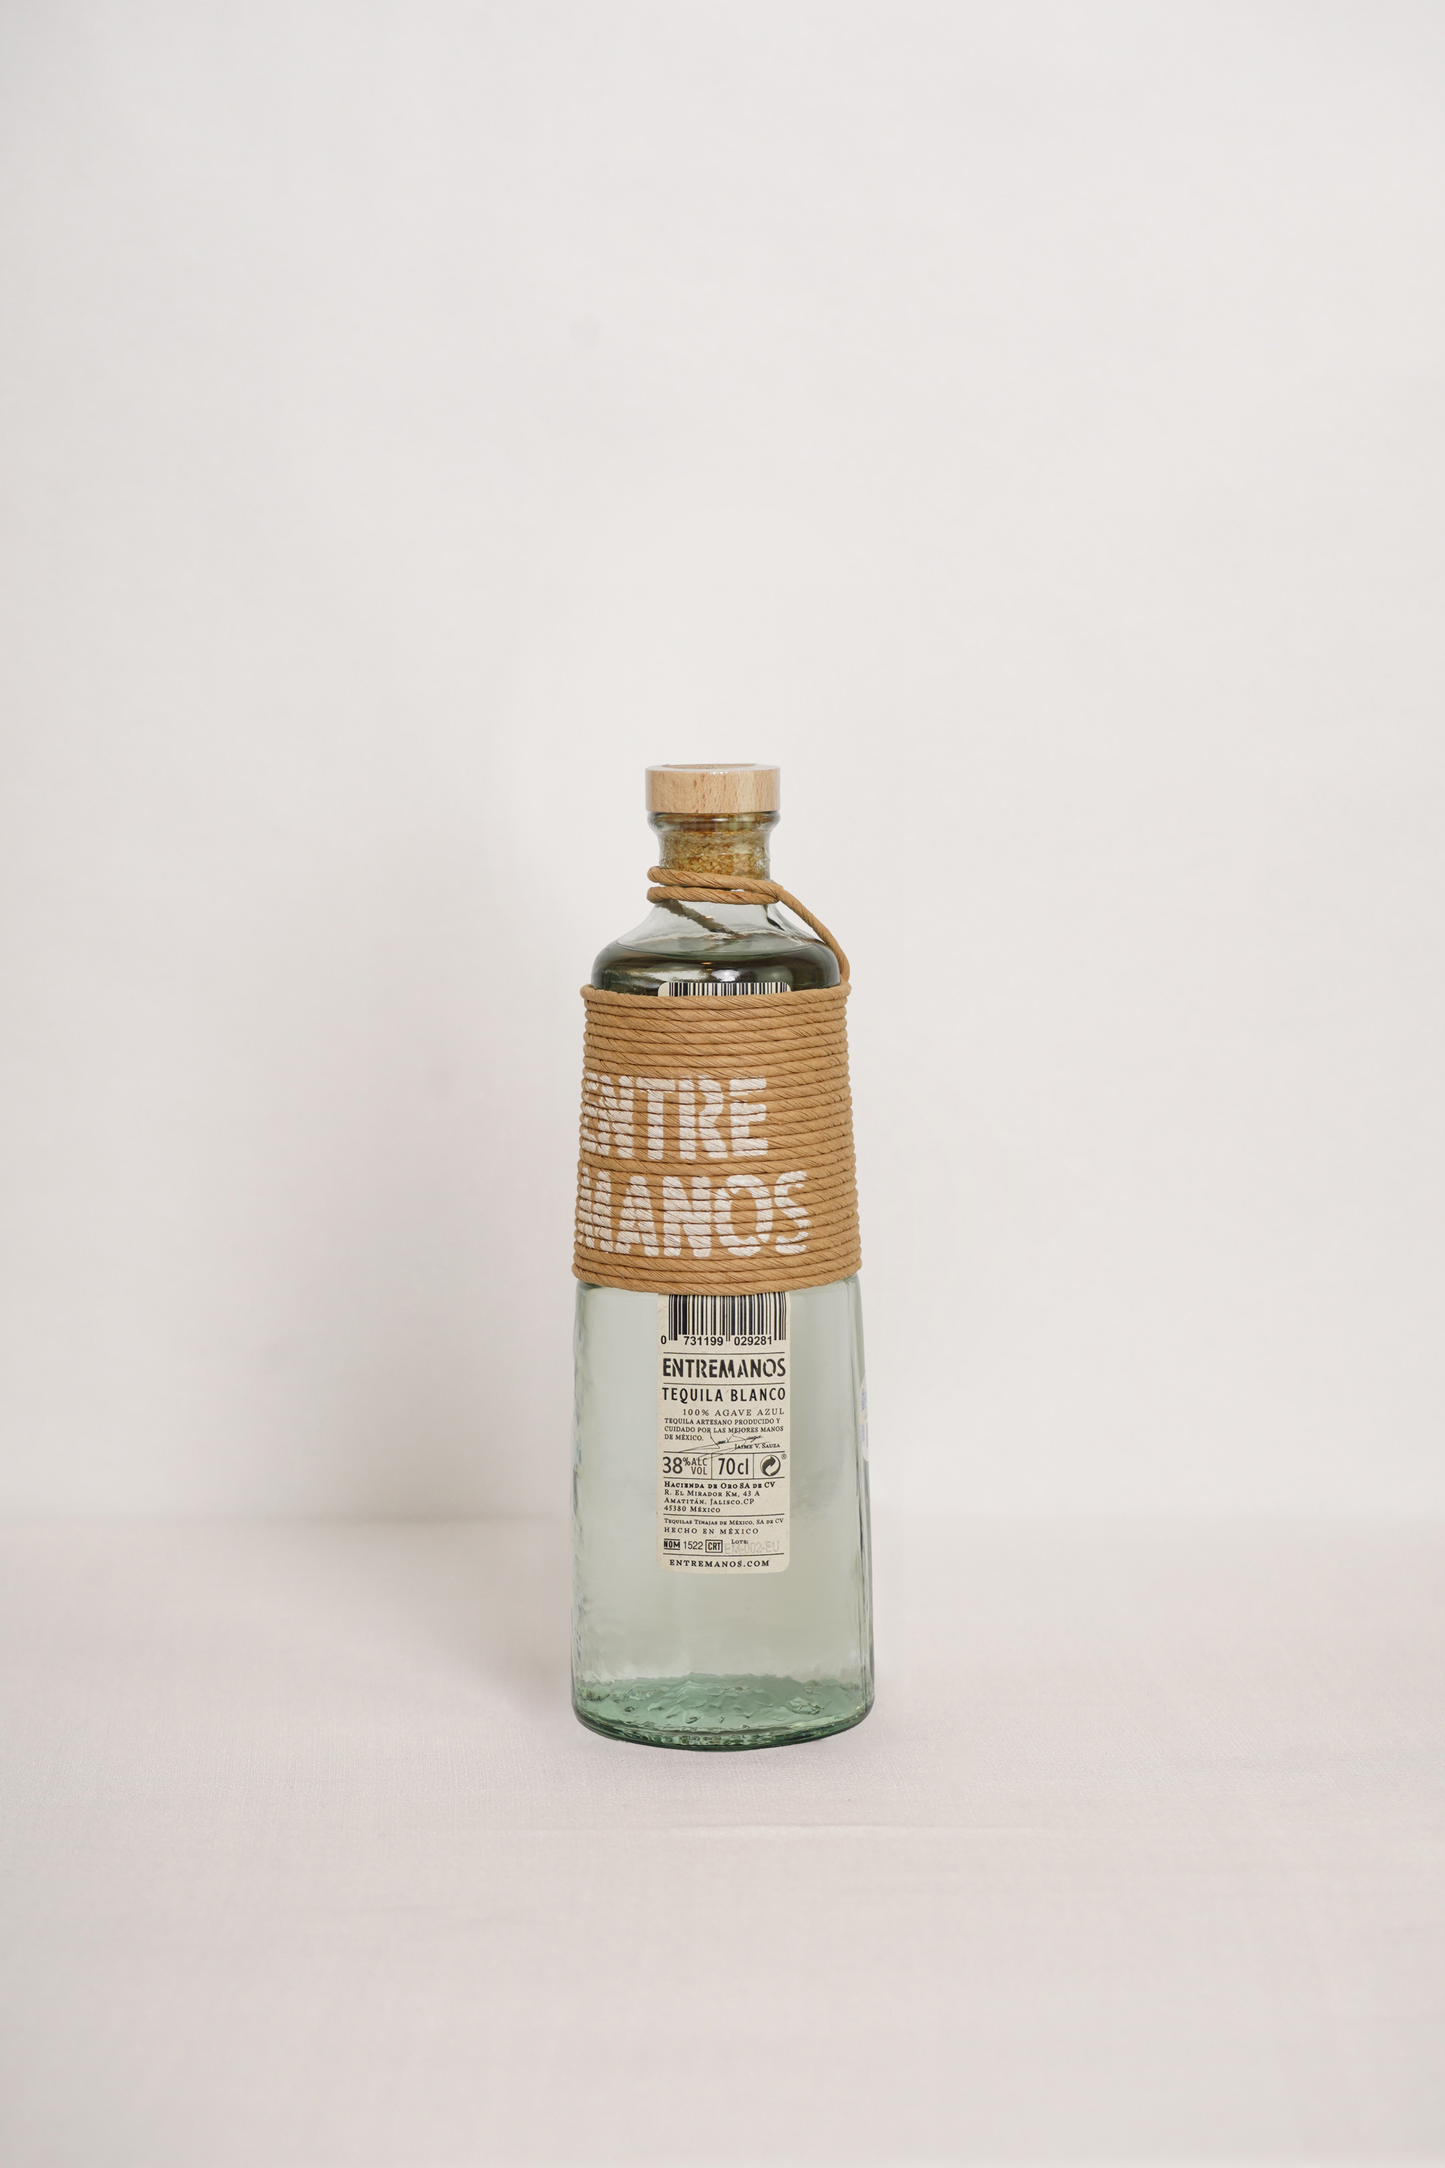 ENTRE
MANOS
0 731199 029281
ENTREMANOS
TEQUILA BLANCO
100% AGAVE AZUL
TEQUILA ARTESANO PRODUCIDO Y
CUIDADO POR LAS MEJORES MANOS
DE MÉXICO.
JAIME V. SAUZA
38% ALC VOL 70cl
HACIENDA DE ORO SA DE CV
R. EL MIRADOR KM, 43 A
AMATITÁN. JALISCO.CP
45380 MÉXICO
TEQUILAS TINAJAS DE MÉXICO, SA DE CV
HECHO EN MÉXICO
NOM 1522 CRT LOTE:
EM-002-EU
ENTREMANOS.COM